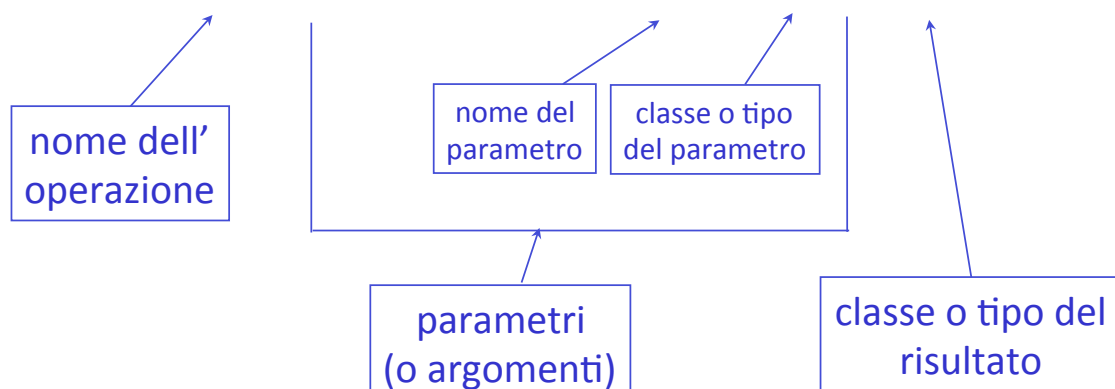 nome dell’
operazione
nome del
parametro
classe o tipo
del parametro
parametri
(o argomenti)
classe o tipo del
risultato